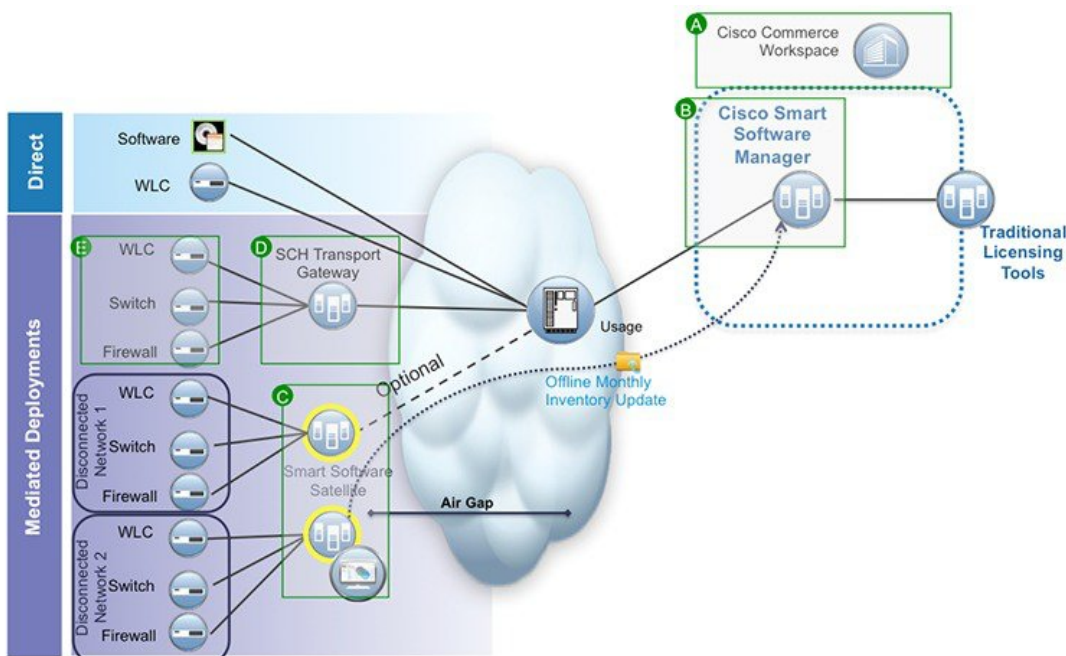 A
Cisco Commerce
Workspace
B
Cisco Smart
Software
Manager
Traditional
Licensing
Tools
Direct
Software
WLC
Mediated Deployments
E
WLC
Switch
Firewall
D
SCH Transport
Gateway
Usage
Optional
Offline Monthly
Inventory Update
Disconnected
Network 1
WLC
Switch
Firewall
C
Smart Software
Satellite
Air Gap
Disconnected
Network 2
WLC
Switch
Firewall